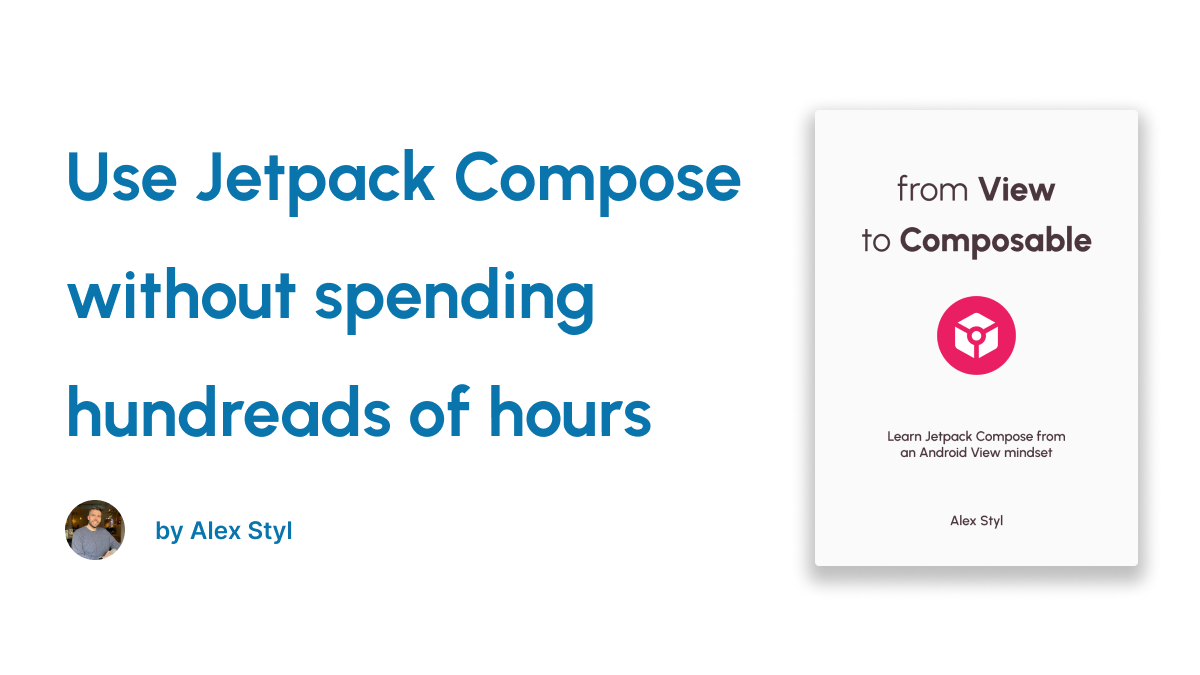 Use Jetpack Compose
without spending
hundreads of hours
by Alex Styl
from View
to Composable
Learn Jetpack Compose from
an Android View mindset
Alex Styl